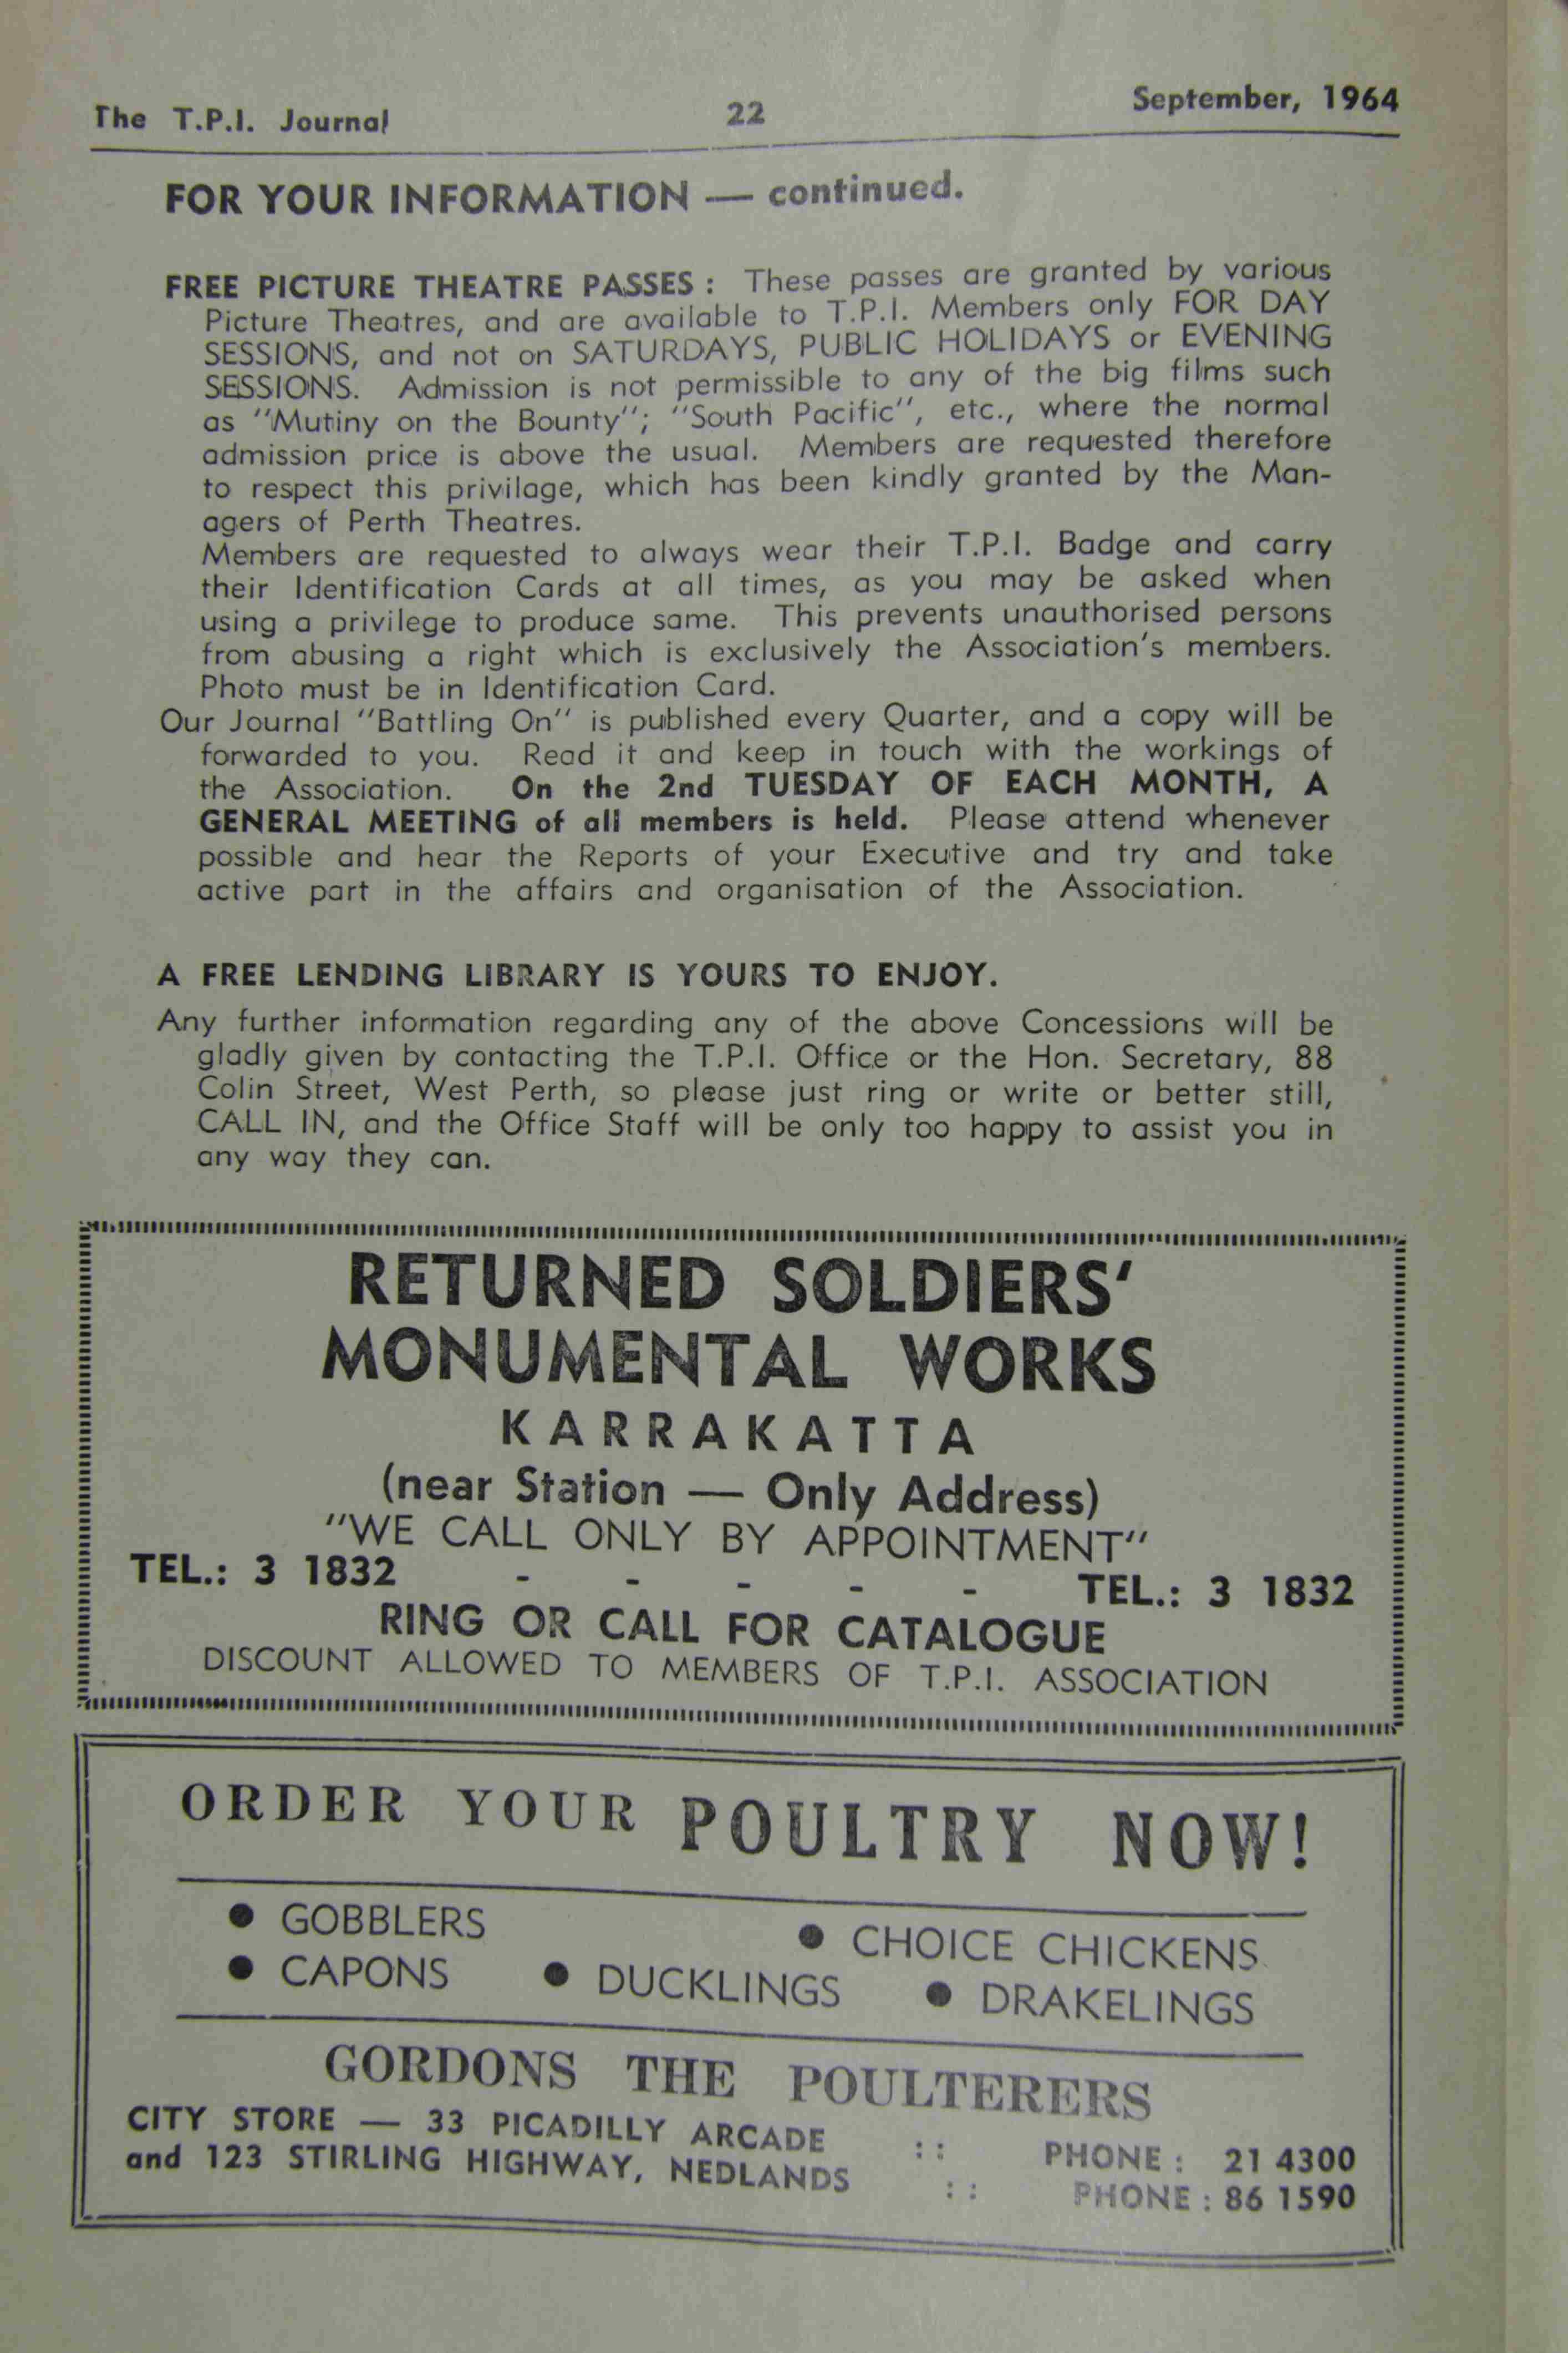 The T.P.I. Journal 22 September, 1964
FOR YOUR INFORMATION — continued.
FREE PICTURE THEATRE PASSES : These passes are granted by various
Picture Theatres, and are available to T.P.I. Members only FOR DAY
SESSIONS, and not on SATURDAYS, PUBLIC HOLIDAYS or EVENING
SESSIONS. Admission is not permissible to any of the big films such
as "Mutiny on the Bounty"; "South Pacific", etc., where the normal
admission price is above the usual. Members are requested therefore
to respect this privilage, which has been kindly granted by the Man-
agers of Perth Theatres.
Members are requested to always wear their T.P.I. Badge and carry
their Identification Cards at all times, as you may be asked when
using a privilege to produce same. This prevents unauthorised persons
from abusing a right which is exclusively the Association's members.
Photo must be in Identification Card.
Our Journal "Battling On" is published every Quarter, and a copy will be
forwarded to you. Read it and keep in touch with the workings of
the Association. On the 2nd TUESDAY OF EACH MONTH, A
GENERAL MEETING of all members is held. Please attend whenever
possible and hear the Reports of your Executive and try and take
active part in the affairs and organisation of the Association.
A FREE LENDING LIBRARY IS YOURS TO ENJOY.
Any further information regarding any of the above Concessions will be
gladly given by contacting the T.P.I. Office or the Hon. Secretary, 88
Colin Street, West Perth, so please just ring or write or better still,
CALL IN, and the Office Staff will be only too happy to assist you in
any way they can.
RETURNED SOLDIERS'
MONUMENTAL WORKS
KARRAKATTA
(near Station — Only Address)
"WE CALL ONLY BY APPOINTMENT"
TEL.: 3 1832 - - - - - TEL.: 3 1832
RING OR CALL FOR CATALOGUE
DISCOUNT ALLOWED TO MEMBERS OF T.P.I. ASSOCIATION
ORDER YOUR POULTRY NOW!
● GOBBLERS ● CHOICE CHICKENS
● CAPONS ● DUCKLINGS ● DRAKELINGS
GORDONS THE POULTERERS
CITY STORE — 33 PICADILLY ARCADE :: PHONE : 21 4300
and 123 STIRLING HIGHWAY, NEDLANDS :: PHONE : 86 1590